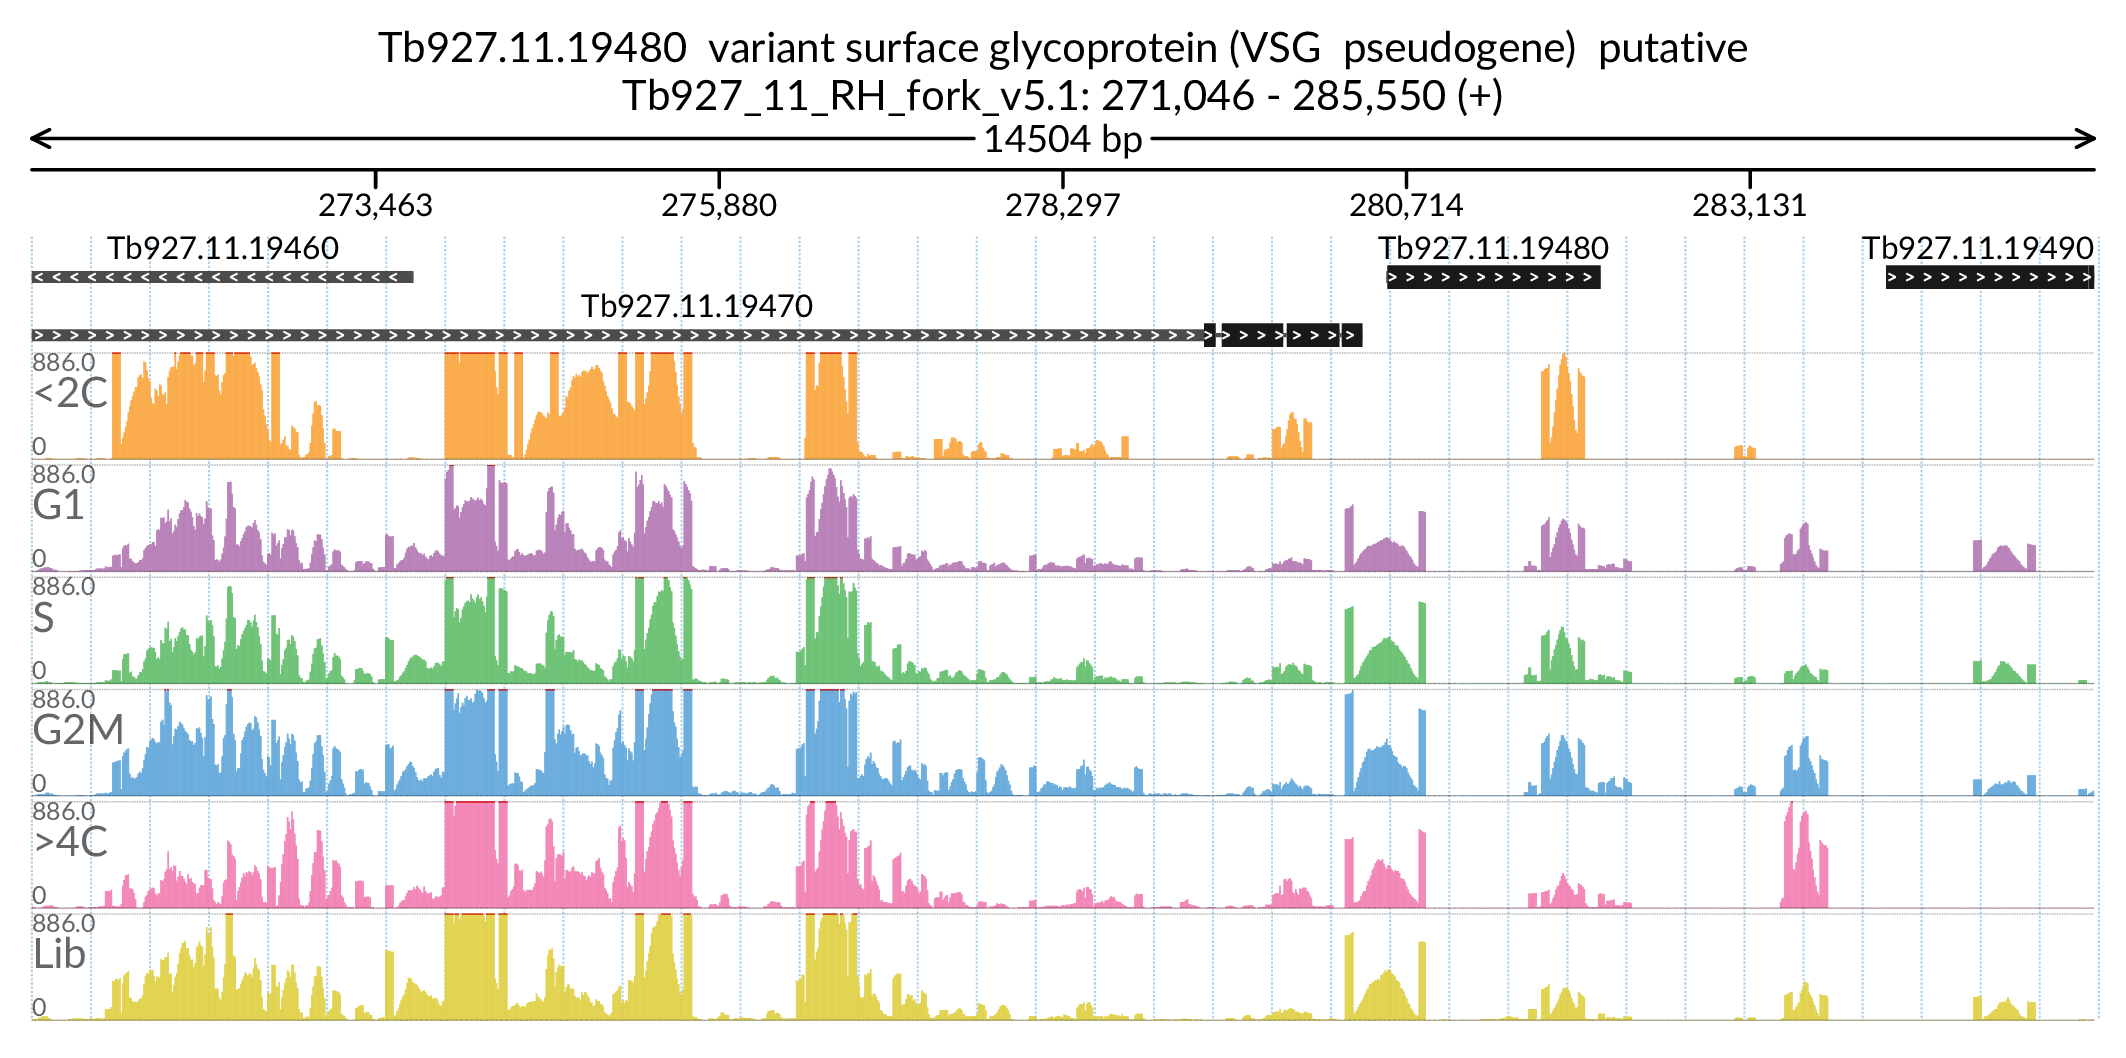 Tb927.11.19480  variant surface glycoprotein (VSG  pseudogene)  putative
Tb927_11_RH_fork_v5.1: 271,046 - 285,550 (+)
14504 bp
273,463 275,880 278,297 280,714 283,131
Tb927.11.19460 Tb927.11.19480 Tb927.11.19490
Tb927.11.19470
886.0
<2C
0
886.0
G1
0
886.0
S
0
886.0
G2M
0
886.0
>4C
0
886.0
Lib
0